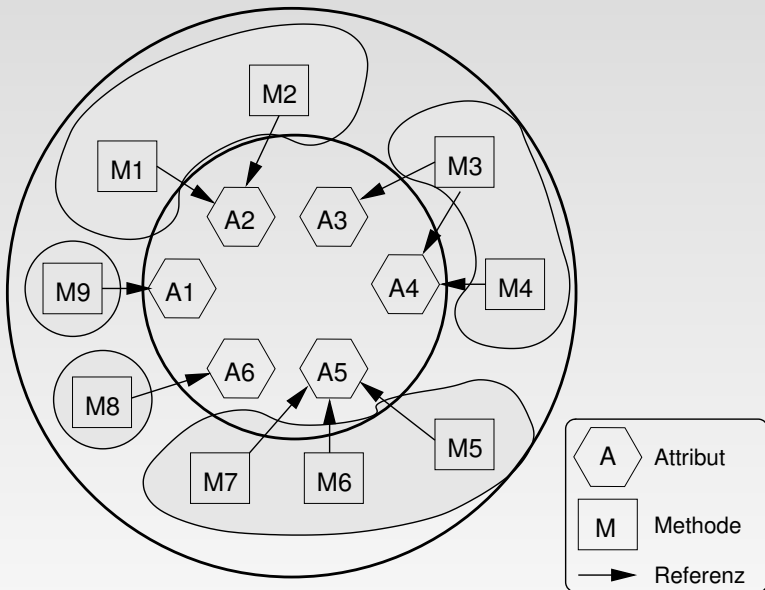 M2
M1
M3
A2
A3
M9
A1
A4
M4
A6
A5
M8
M5
M7
M6
A Attribut
M Methode
Referenz